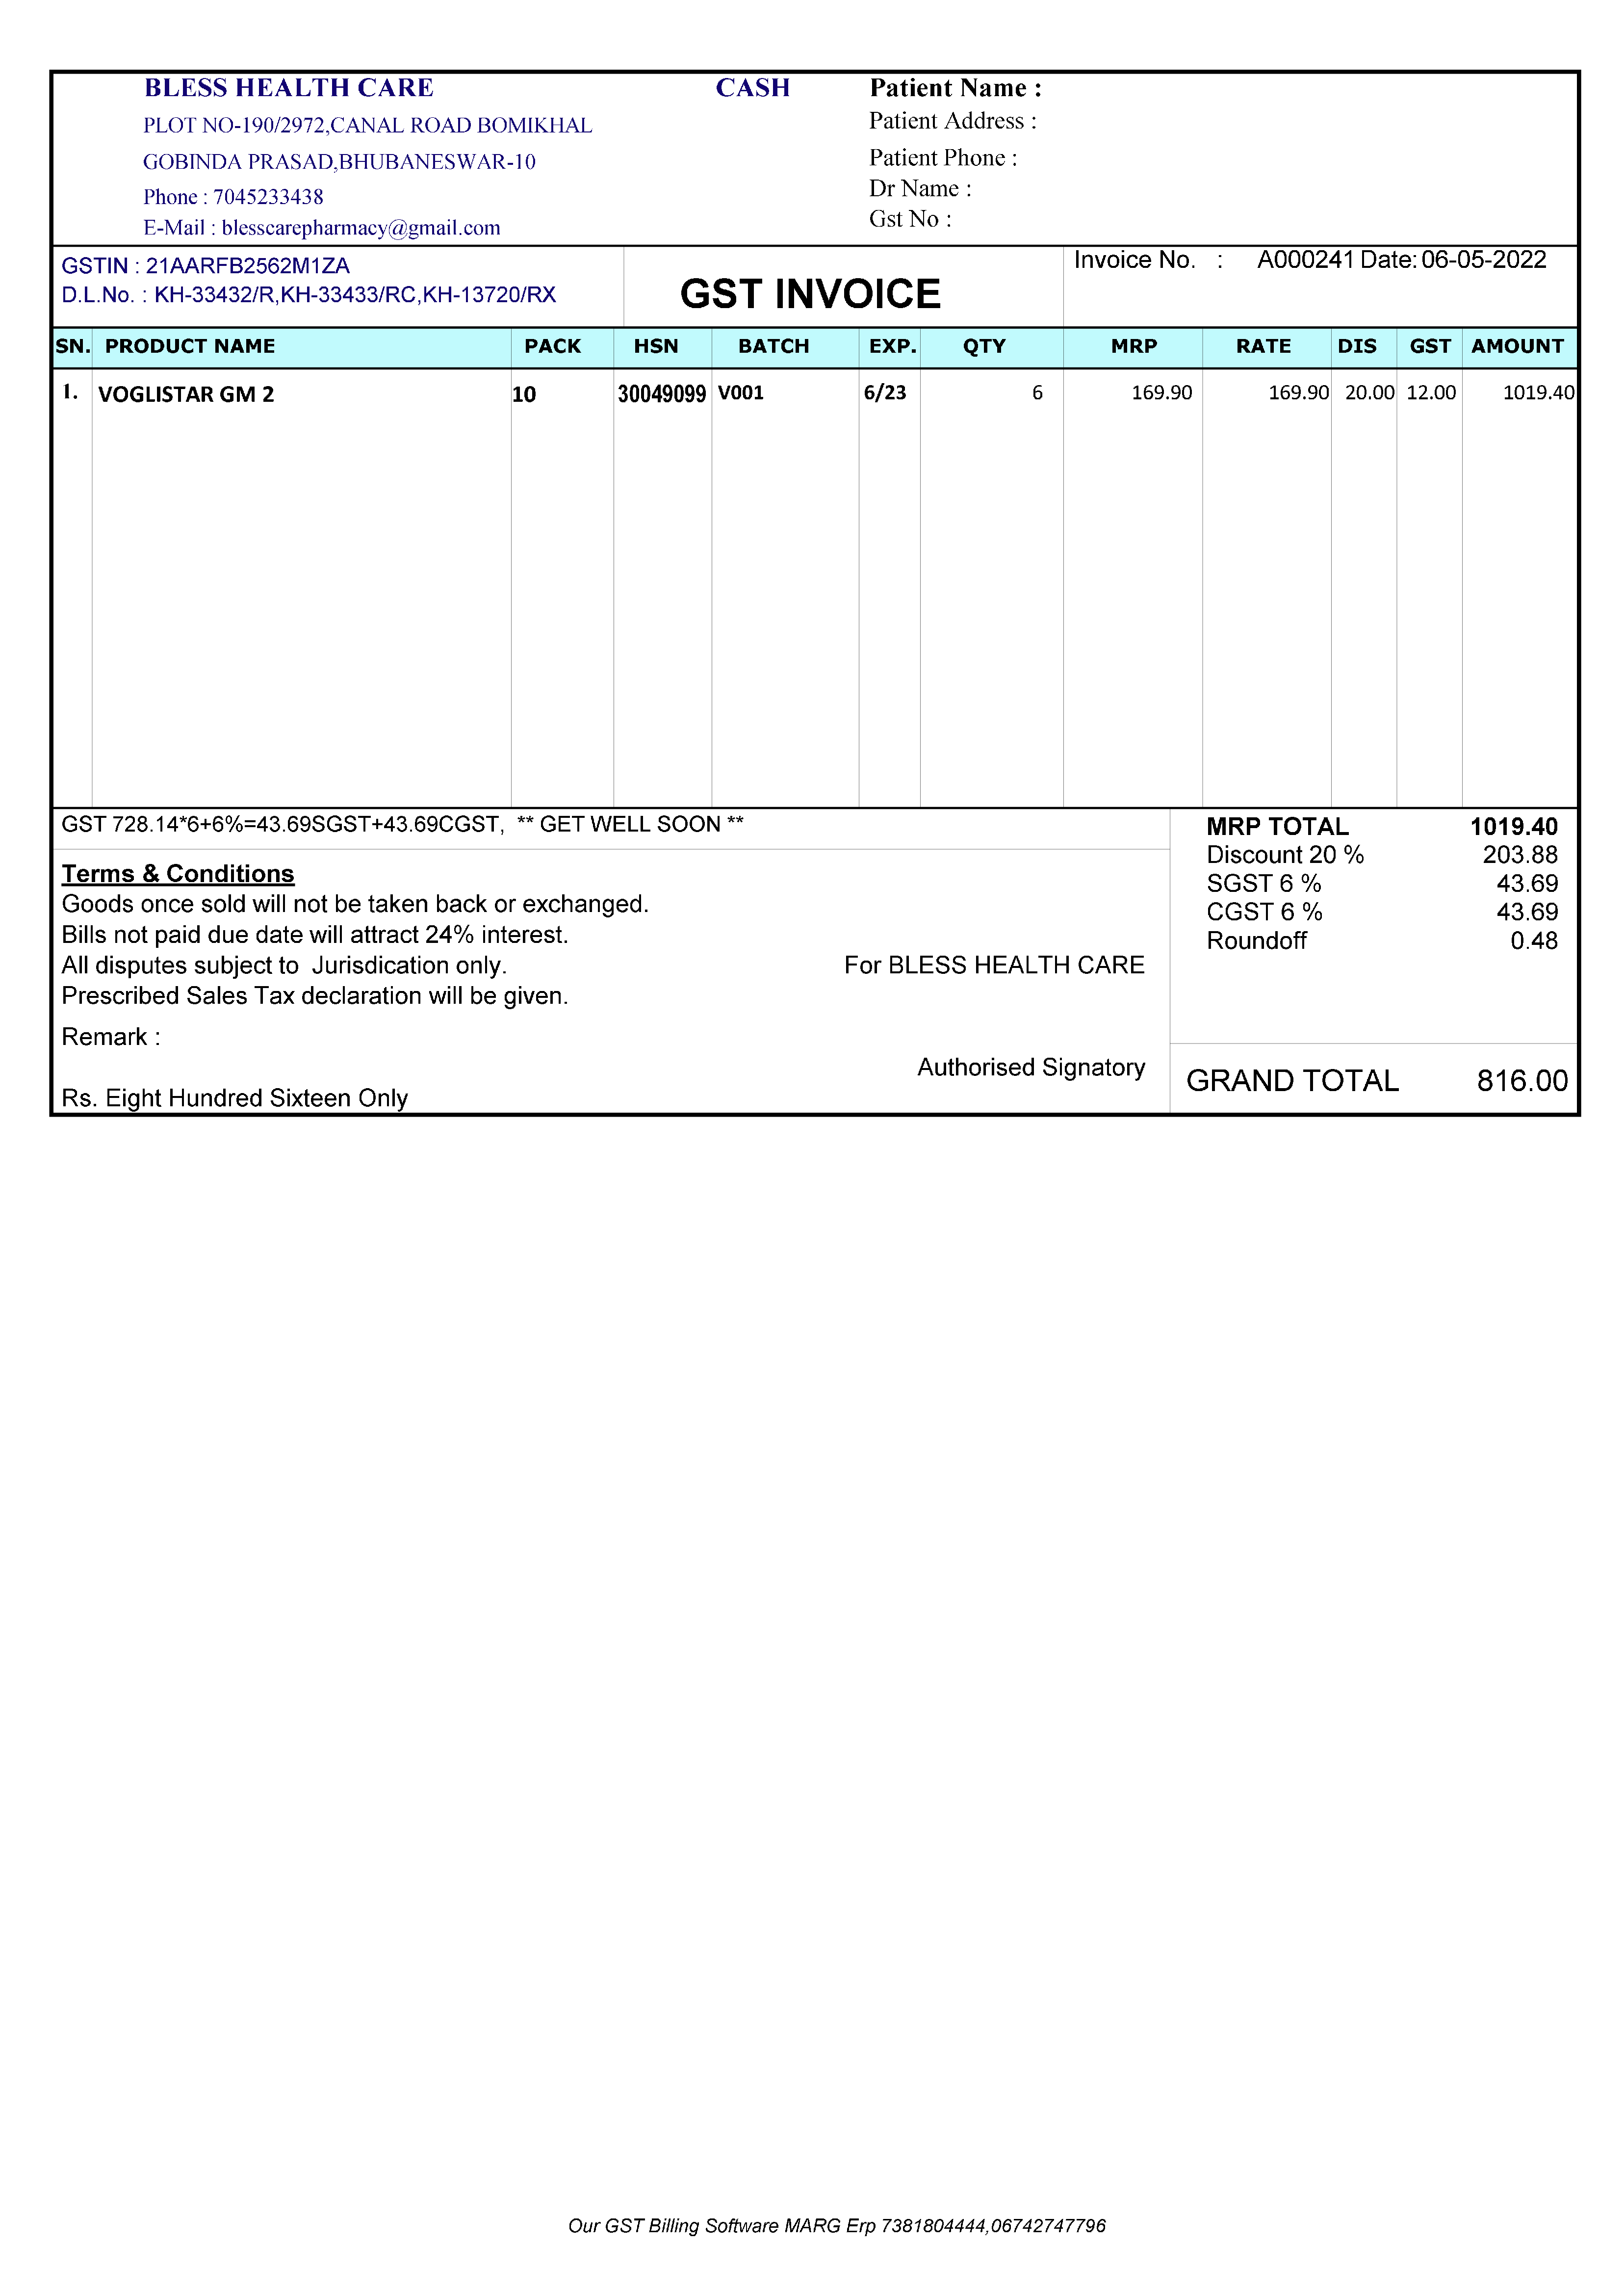 BLESS HEALTH CARE
PLOT NO-190/2972,CANAL ROAD BOMIKHAL
GOBINDA PRASAD,BHUBANESWAR-10
Phone : 7045233438
E-Mail : blesscarepharmacy@gmail.com
CASH
Patient Name :
Patient Address :
Patient Phone :
Dr Name :
Gst No :
GSTIN : 21AARFB2562M1ZA
D.L.No. : KH-33432/R,KH-33433/RC,KH-13720/RX
GST INVOICE
Invoice No. : A000241 Date: 06-05-2022
SN. PRODUCT NAME PACK HSN BATCH EXP. QTY MRP RATE DIS GST AMOUNT
1. VOGLISTAR GM 2 10 30049099 V001 6/23 6 169.90 169.90 20.00 12.00 1019.40
GST 728.14*6+6%=43.69SGST+43.69CGST, ** GET WELL SOON **
Terms & Conditions
Goods once sold will not be taken back or exchanged.
Bills not paid due date will attract 24% interest.
All disputes subject to Jurisdication only.
Prescribed Sales Tax declaration will be given.
For BLESS HEALTH CARE
Remark :
Authorised Signatory
Rs. Eight Hundred Sixteen Only
MRP TOTAL 1019.40
Discount 20 % 203.88
SGST 6 % 43.69
CGST 6 % 43.69
Roundoff 0.48
GRAND TOTAL 816.00
Our GST Billing Software MARG Erp 7381804444,06742747796